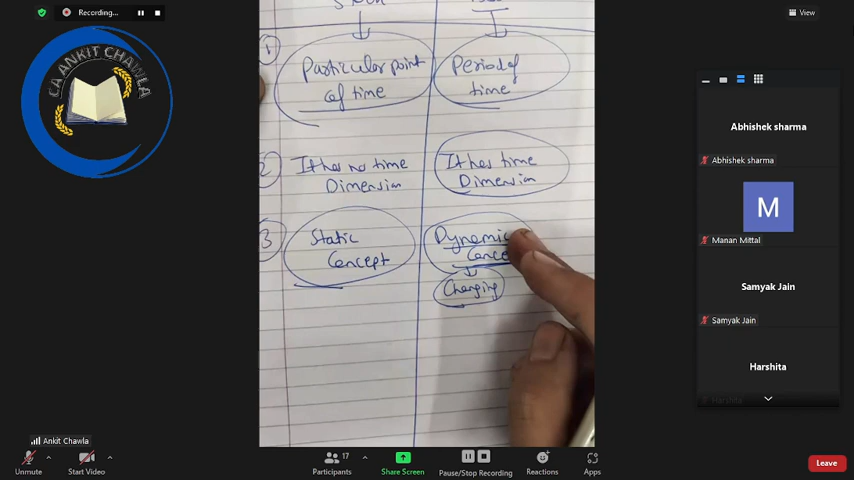 Recording...
View
CA ANKIT CHAWLA
Stock
1
Particular point
of time
Period of
time
2
It has no time
Dimension
It has time
Dimension
3
Static
Concept
Dynamic
Changing
Abhishek sharma
Abhishek sharma
M
Manan Mittal
Samyak Jain
Samyak Jain
Harshita
Harshita
Ankit Chawla
Unmute
Start Video
17
Participants
Share Screen
Pause/Stop Recording
Reactions
Apps
Leave